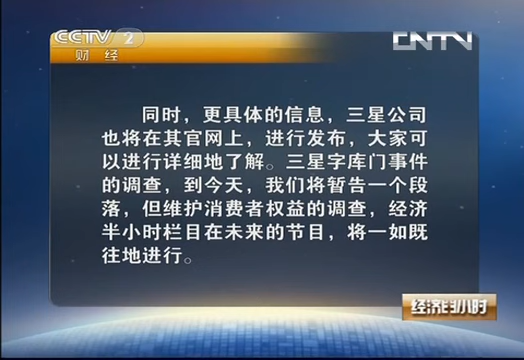 CCTV 2
财 经
CNTV
同时，更具体的信息，三星公司
也将在其官网上，进行发布，大家可
以进行详细地了解。三星字库门事件
的调查，到今天，我们将暂告一个段
落，但维护消费者权益的调查，经济
半小时栏目在未来的节目，将一如既
往地进行。
经济半小时